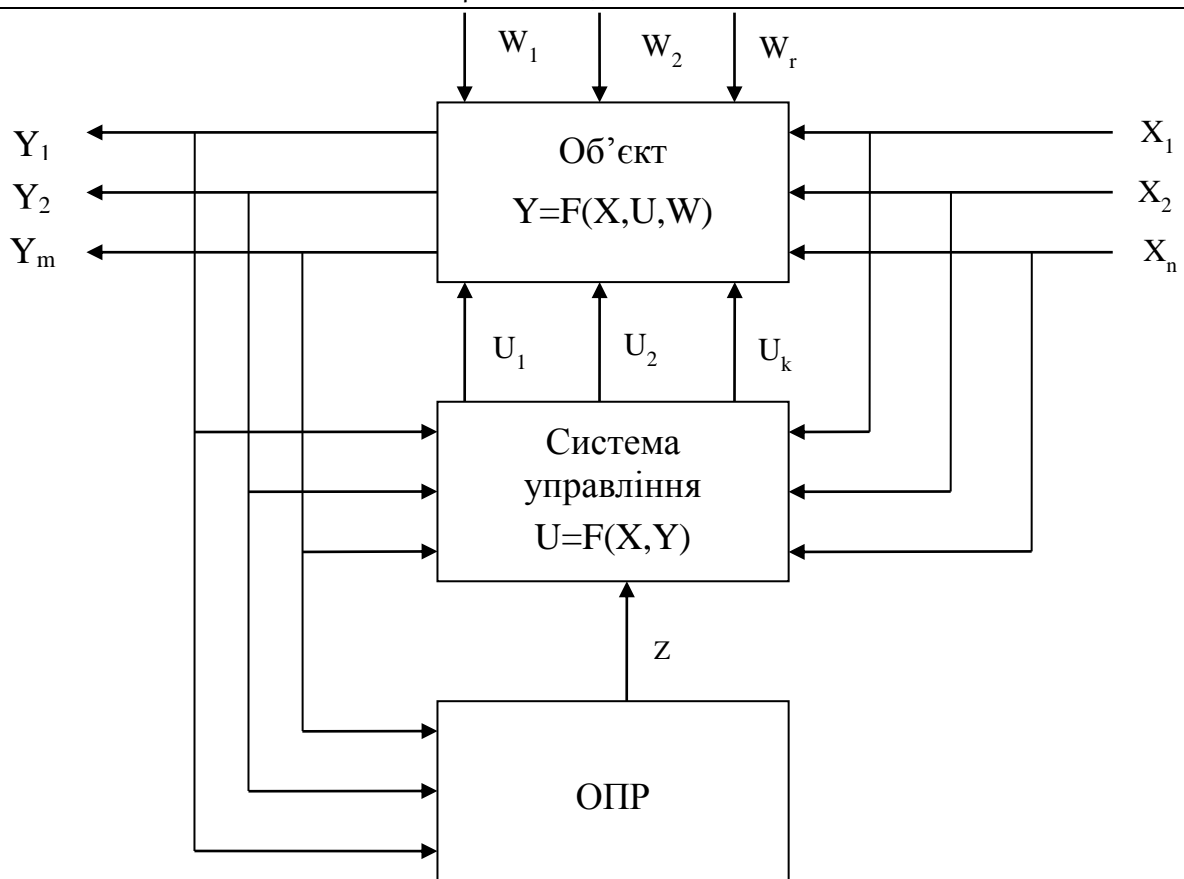 W₁ W₂ Wᵣ
Y₁
Об’єкт
X₁
Y₂
Y=F(X,U,W)
X₂
Yₘ
Xₙ
U₁ U₂ Uₖ
Система
управління
U=F(X,Y)
z
ОПР